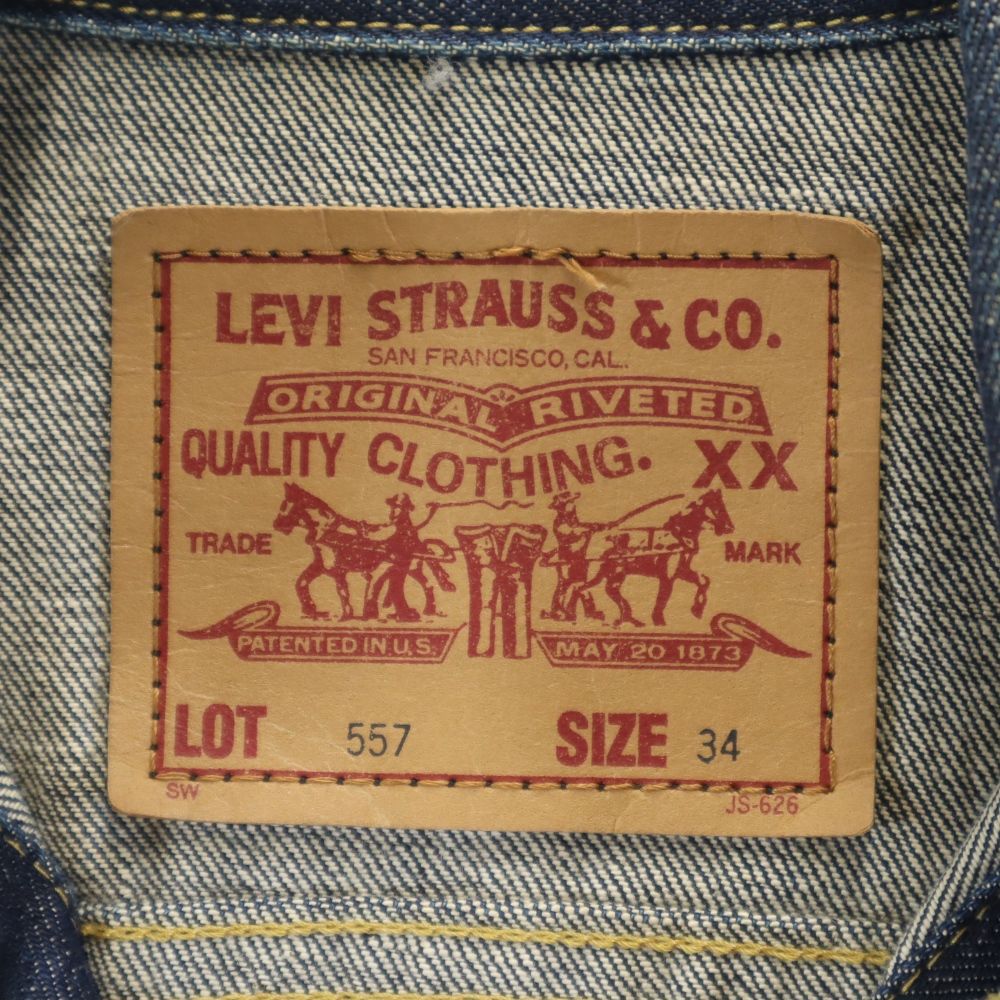 LEVI STRAUSS & CO.
SAN FRANCISCO, CAL.
ORIGINAL RIVETED
QUALITY CLOTHING. XX
TRADE MARK
PATENTED IN U.S. MAY 20 1873
LOT 557 SIZE 34
SW JS-626